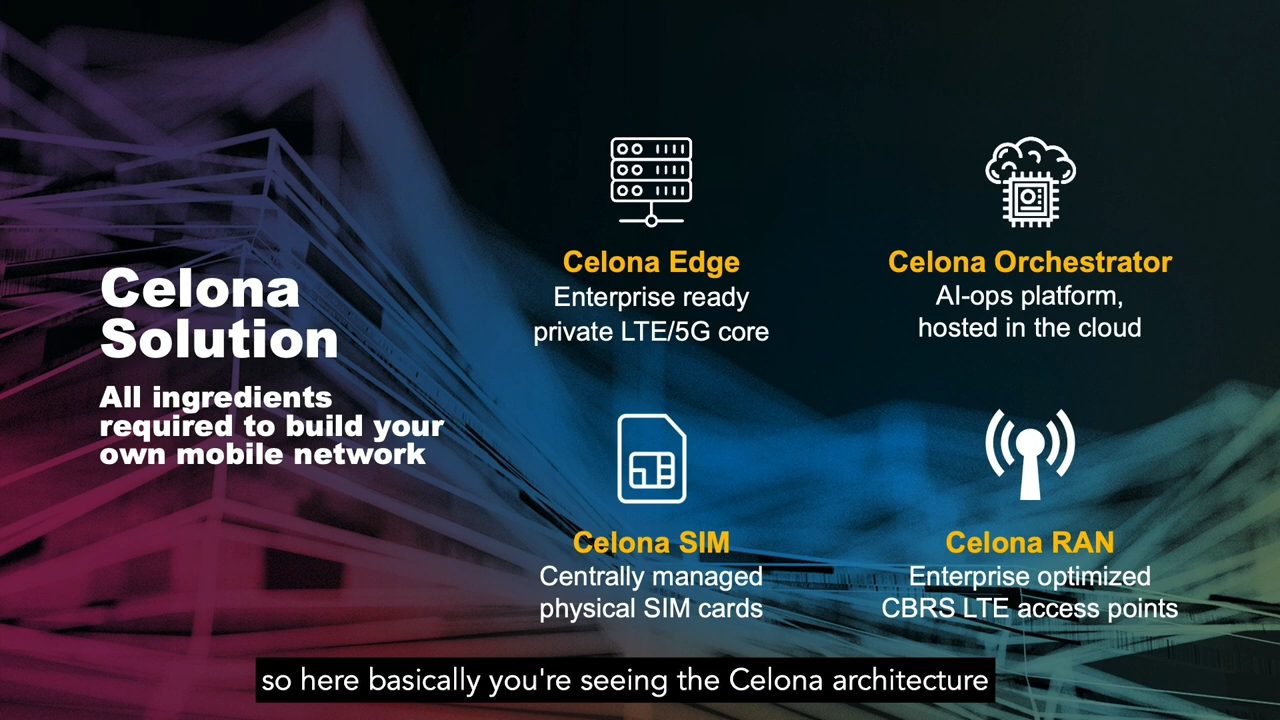 Celona
Solution
All ingredients
required to build your
own mobile network
Celona Edge
Enterprise ready
private LTE/5G core
Celona Orchestrator
AI-ops platform,
hosted in the cloud
Celona SIM
Centrally managed
physical SIM cards
Celona RAN
Enterprise optimized
CBRS LTE access points
so here basically you're seeing the Celona architecture